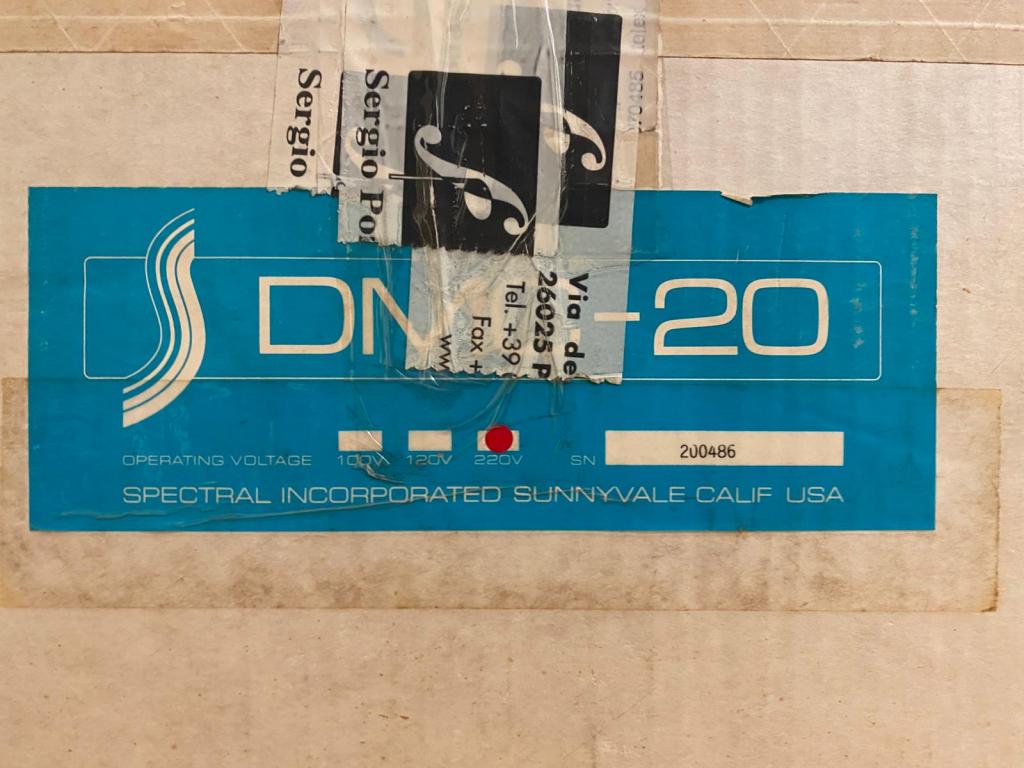 Sergio
Sergio Po
Via de
26025 P
Tel. +39
Fax +
ww
DM -20
OPERATING VOLTAGE 100V 120V 220V SN 200486
SPECTRAL INCORPORATED SUNNYVALE CALIF USA